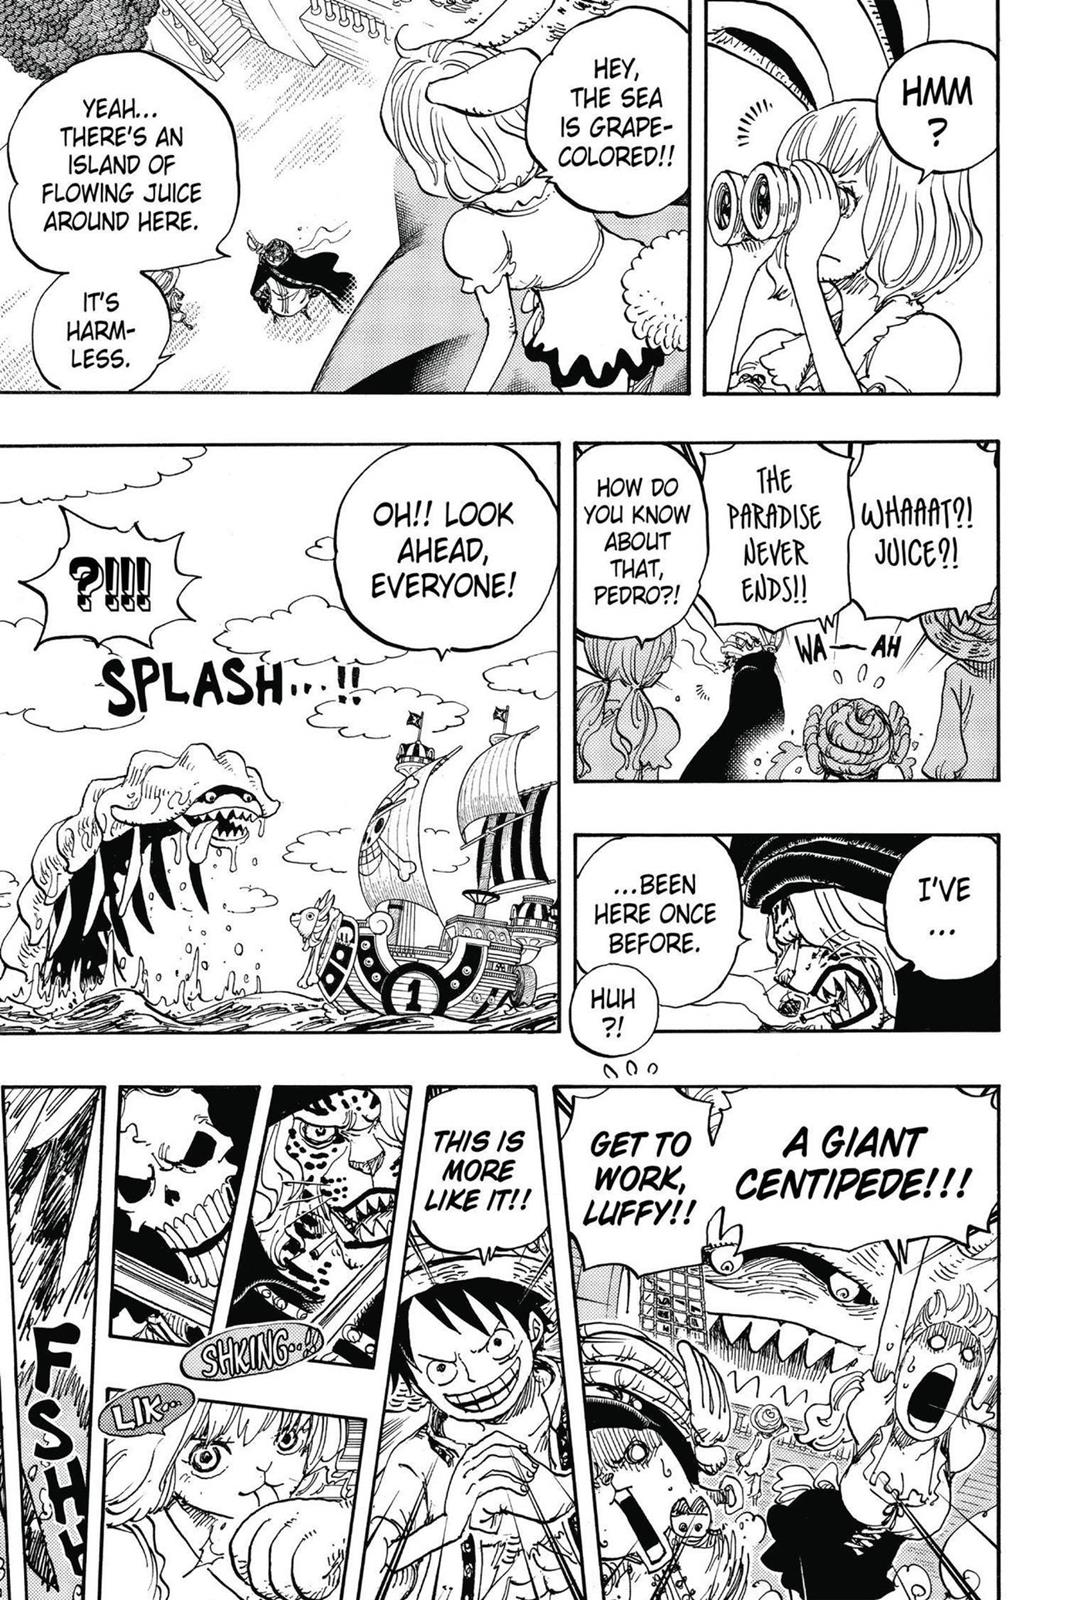 HMM
?
HEY,
THE SEA
IS GRAPE-
COLORED!!
YEAH...
THERE'S AN
ISLAND OF
FLOWING JUICE
AROUND HERE.
IT'S
HARM-
LESS.
WHAAAT?!
JUICE?!
THE
PARADISE
NEVER
ENDS!!
HOW DO
YOU KNOW
ABOUT
THAT,
PEDRO?!
WA—AH
I'VE
...
...BEEN
HERE ONCE
BEFORE.
HUH
?!
OH!! LOOK
AHEAD,
EVERYONE!
?!!!
SPLASH...!!
1
A GIANT
CENTIPEDE!!!
GET TO
WORK,
LUFFY!!
THIS IS
MORE
LIKE IT!!
SHKING..!!
LIK...
FSHH